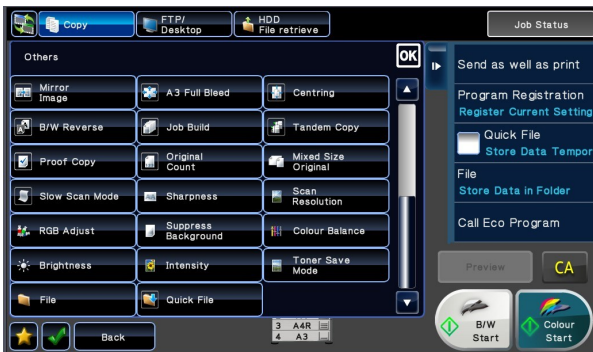 Copy
FTP/
Desktop
HDD
File retrieve
Job Status
Others
OK
Mirror
Image
A3 Full Bleed
Centring
B/W Reverse
Job Build
Tandem Copy
Proof Copy
Original
Count
Mixed Size
Original
Slow Scan Mode
Sharpness
Scan
Resolution
RGB Adjust
Suppress
Background
Colour Balance
Brightness
Intensity
Toner Save
Mode
File
Quick File
Back
3 A4R
4 A3
Send as well as print
Program Registration
Register Current Setting
Quick File
Store Data Tempor
File
Store Data in Folder
Call Eco Program
Preview
CA
B/W
Start
Colour
Start